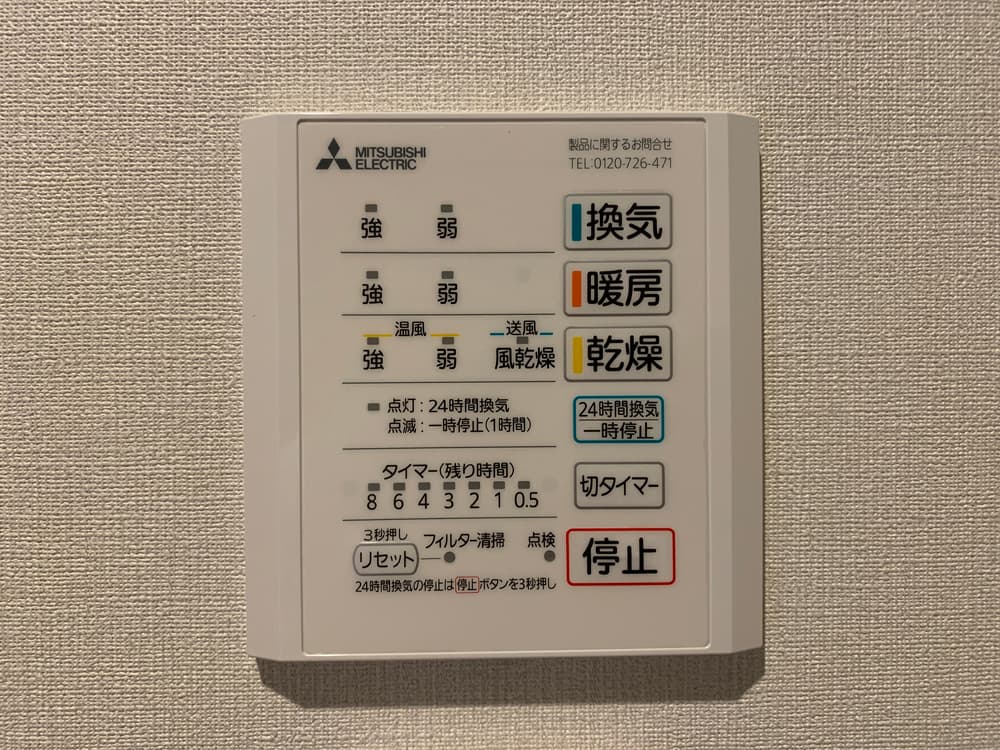 MITSUBISHI
ELECTRIC
製品に関するお問合せ
TEL:0120-726-471
強 弱 換気
強 弱 暖房
温風 送風
強 弱 風乾燥 乾燥
点灯:24時間換気
点滅:一時停止(1時間)
24時間換気
一時停止
タイマー(残り時間)
8 6 4 3 2 1 0.5
切タイマー
3秒押し
リセット フィルター清掃 点検
停止
24時間換気の停止は停止ボタンを3秒押し